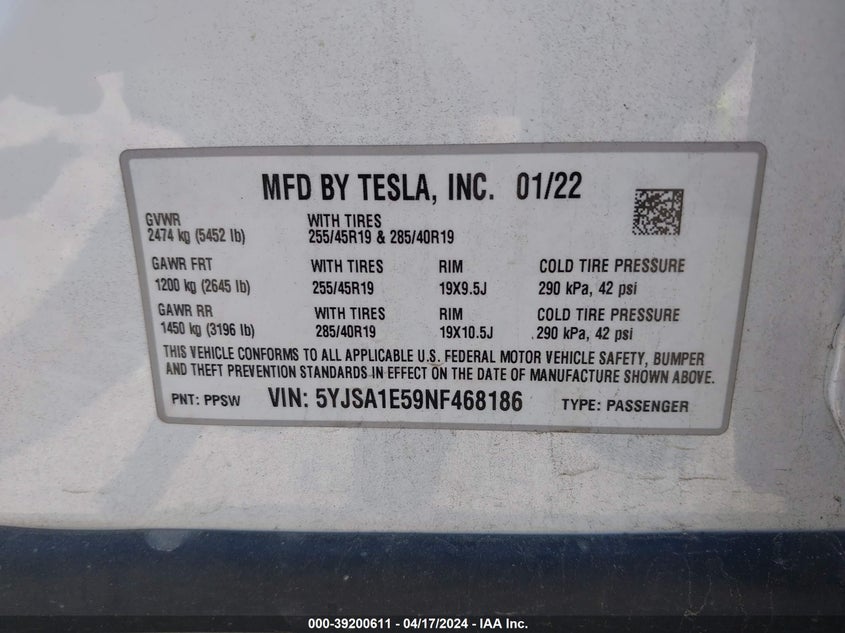 MFD BY TESLA, INC. 01/22
GVWR WITH TIRES
2474 kg (5452 lb) 255/45R19 & 285/40R19
GAWR FRT WITH TIRES RIM COLD TIRE PRESSURE
1200 kg (2645 lb) 255/45R19 19X9.5J 290 kPa, 42 psi
GAWR RR WITH TIRES RIM COLD TIRE PRESSURE
1450 kg (3196 lb) 285/40R19 19X10.5J 290 kPa, 42 psi
THIS VEHICLE CONFORMS TO ALL APPLICABLE U.S. FEDERAL MOTOR VEHICLE SAFETY, BUMPER
AND THEFT PREVENTION STANDARDS IN EFFECT ON THE DATE OF MANUFACTURE SHOWN ABOVE.
PNT: PPSW VIN: 5YJSA1E59NF468186 TYPE: PASSENGER
000-39200611 - 04/17/2024 - IAA Inc.